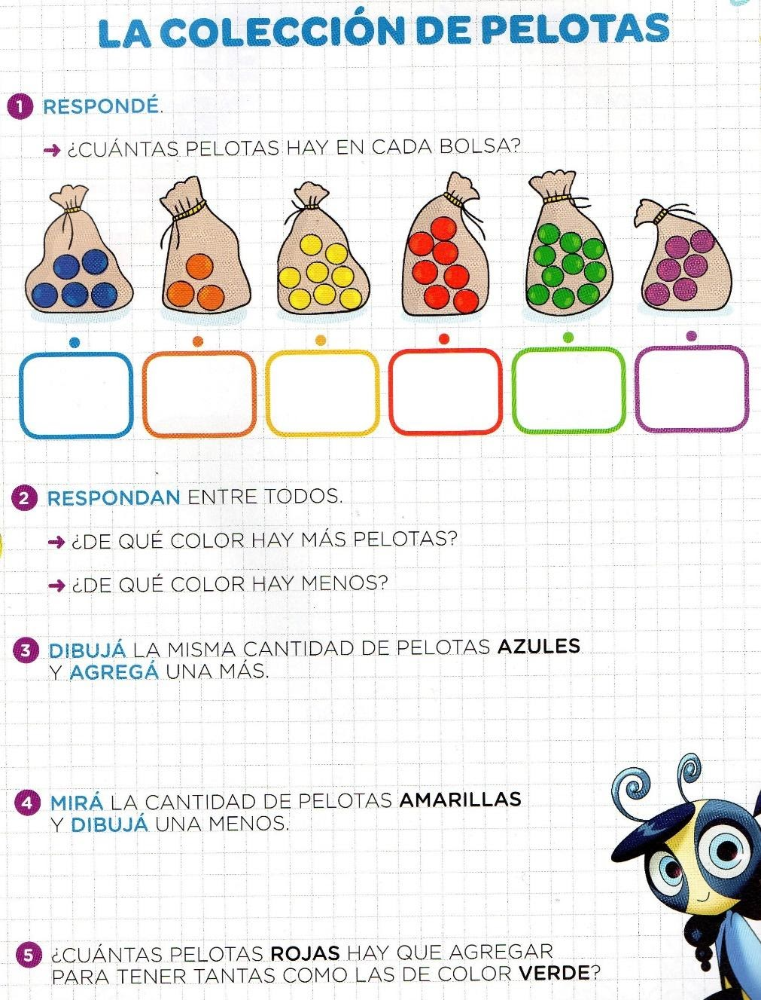 LA COLECCIÓN DE PELOTAS
1 RESPONDÉ.
→ ¿CUÁNTAS PELOTAS HAY EN CADA BOLSA?
2 RESPONDAN ENTRE TODOS.
→ ¿DE QUÉ COLOR HAY MÁS PELOTAS?
→ ¿DE QUÉ COLOR HAY MENOS?
3 DIBUJÁ LA MISMA CANTIDAD DE PELOTAS AZULES
Y AGREGÁ UNA MÁS.
4 MIRÁ LA CANTIDAD DE PELOTAS AMARILLAS
Y DIBUJÁ UNA MENOS.
5 ¿CUÁNTAS PELOTAS ROJAS HAY QUE AGREGAR
PARA TENER TANTAS COMO LAS DE COLOR VERDE?